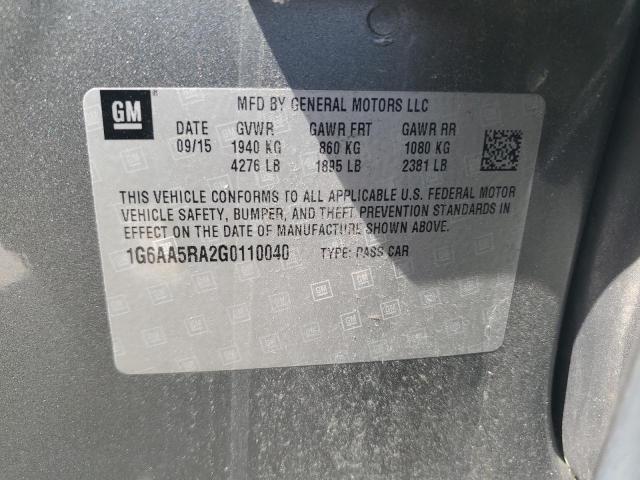 GM
MFD BY GENERAL MOTORS LLC
DATE GVWR GAWR FRT GAWR RR
09/15 1940 KG 860 KG 1080 KG
4276 LB 1895 LB 2381 LB
THIS VEHICLE CONFORMS TO ALL APPLICABLE U.S. FEDERAL MOTOR
VEHICLE SAFETY, BUMPER, AND THEFT PREVENTION STANDARDS IN
EFFECT ON THE DATE OF MANUFACTURE SHOWN ABOVE.
1G6AA5RA2G0110040 TYPE: PASS CAR